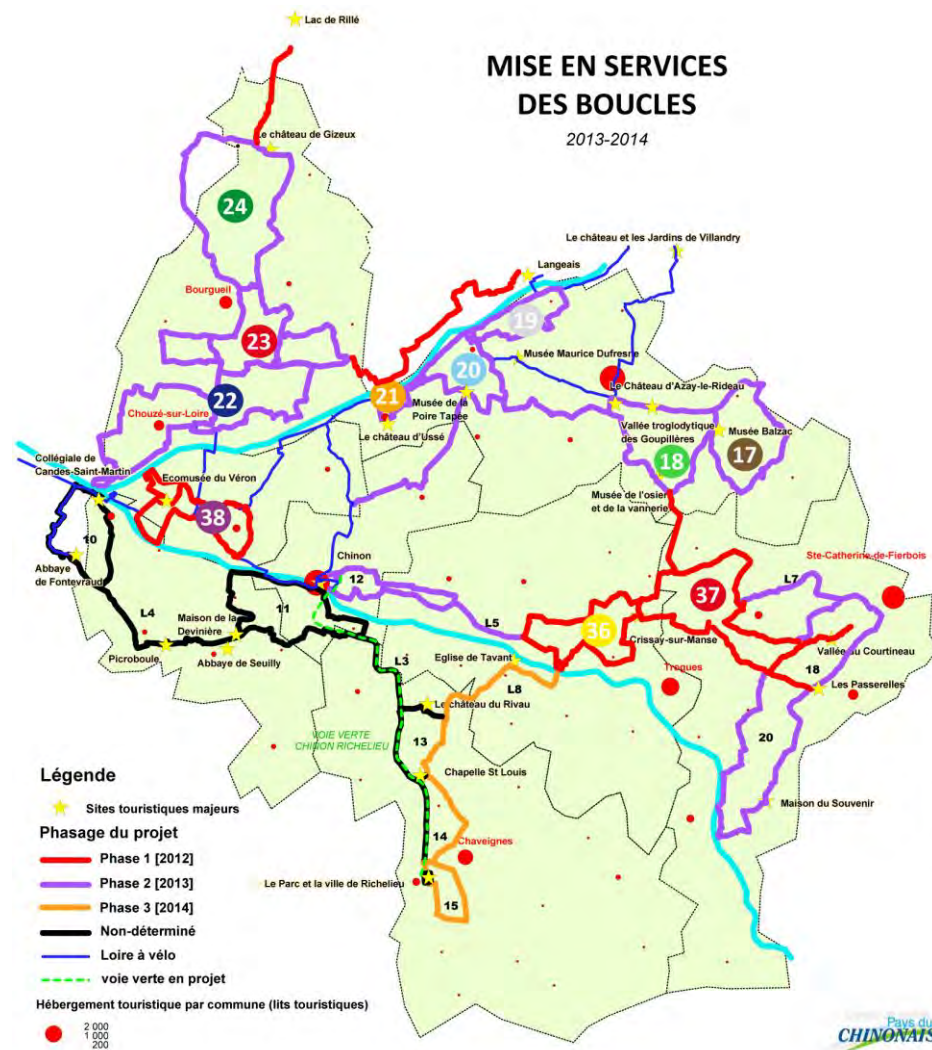 Lac de Rillé
MISE EN SERVICES
DES BOUCLES
2013-2014
Le château de Gizeux
24
Le château et les Jardins de Villandry
Langeais
Bourgueil
19
23
Musée Maurice Dufresne
20
Le Château d'Azay-le-Rideau
21
22
Musée de la
Poire Tapée
Chouzé-sur-Loire
Le château d'Ussé
Vallée troglodytique
des Goupillères
Musée Balzac
17
18
Collégiale de
Candes-Saint-Martin
Ecomusée du Véron
Musée de l'osier
et de la vannerie
38
10
Abbaye
de Fontevraud
Chinon
Ste-Catherine-de-Fierbois
12
L7
37
11
L4
Maison de la
Devinière
L5
36
Crissay-sur-Manse
Picroboule
Abbaye de Seuilly
L3
Eglise de Tavant
Vallée du Courtineau
18
L8
Trogues
Les Passerelles
Le château du Rivau
VOIE VERTE
CHINON RICHELIEU
13
20
Chapelle St Louis
Maison du Souvenir
14
Chaveignes
Le Parc et la ville de Richelieu
15
Légende
Sites touristiques majeurs
Phasage du projet
Phase 1 [2012]
Phase 2 [2013]
Phase 3 [2014]
Non-déterminé
Loire à vélo
voie verte en projet
Hébergement touristique par commune (lits touristiques)
2 000
1 000
200
Pays du
CHINONAIS